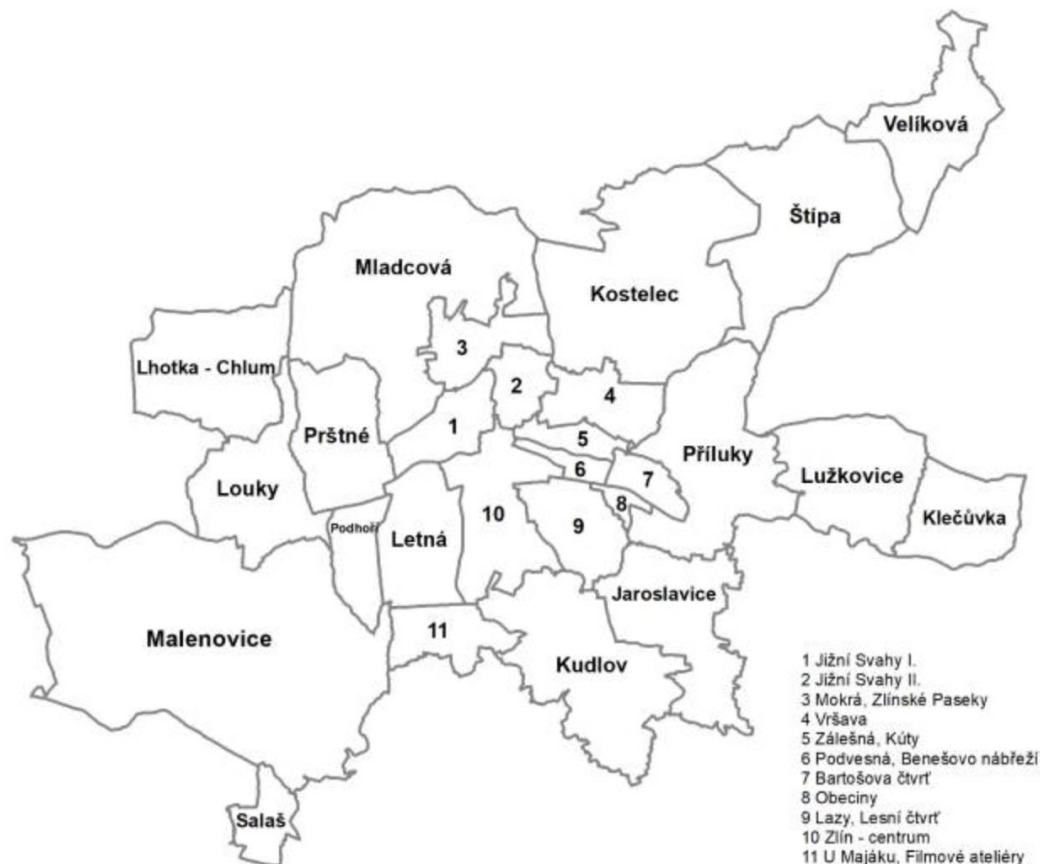 Velíková
Štípa
Mladcová
Kostelec
3
Lhotka - Chlum
2
4
1
Prštné
5
Příluky
6
7
Lužkovice
Louky
8
10
9
Podhoří
Letná
Klečůvka
Jaroslavice
11
Malenovice
Kudlov
Salaš
1 Jižní Svahy I.
2 Jižní Svahy II.
3 Mokrá, Zlínské Paseky
4 Vršava
5 Zálešná, Kúty
6 Podvesná, Benešovo nábřeží
7 Bartošova čtvrť
8 Obeciny
9 Lazy, Lesní čtvrť
10 Zlín - centrum
11 U Majáku, Filmové ateliéry